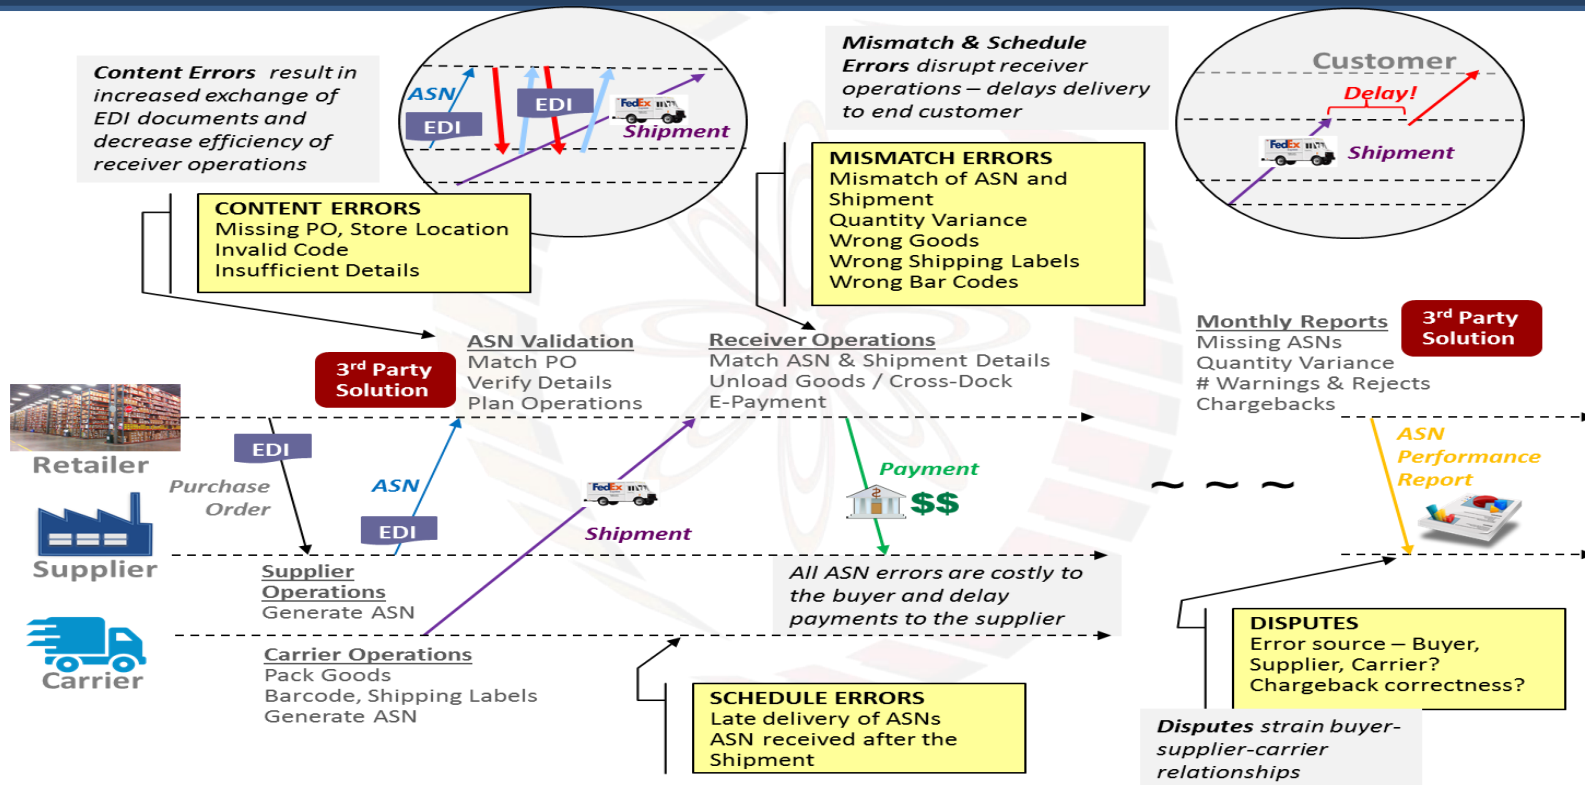 Content Errors result in
increased exchange of
EDI documents and
decrease efficiency of
receiver operations
ASN
EDI
EDI
FedEx
Shipment
Mismatch & Schedule
Errors disrupt receiver
operations – delays delivery
to end customer
Customer
Delay!
FedEx
Shipment
CONTENT ERRORS
Missing PO, Store Location
Invalid Code
Insufficient Details
MISMATCH ERRORS
Mismatch of ASN and
Shipment
Quantity Variance
Wrong Goods
Wrong Shipping Labels
Wrong Bar Codes
3rd Party
Solution
ASN Validation
Match PO
Verify Details
Plan Operations
Receiver Operations
Match ASN & Shipment Details
Unload Goods / Cross-Dock
E-Payment
Monthly Reports
Missing ASNs
Quantity Variance
# Warnings & Rejects
Chargebacks
3rd Party
Solution
Retailer
EDI
Purchase
Order
ASN
EDI
FedEx
Shipment
Payment
$$
~ ~ ~
ASN
Performance
Report
Supplier
Supplier
Operations
Generate ASN
All ASN errors are costly to
the buyer and delay
payments to the supplier
Carrier
Carrier Operations
Pack Goods
Barcode, Shipping Labels
Generate ASN
SCHEDULE ERRORS
Late delivery of ASNs
ASN received after the
Shipment
DISPUTES
Error source – Buyer,
Supplier, Carrier?
Chargeback correctness?
Disputes strain buyer-
supplier-carrier
relationships